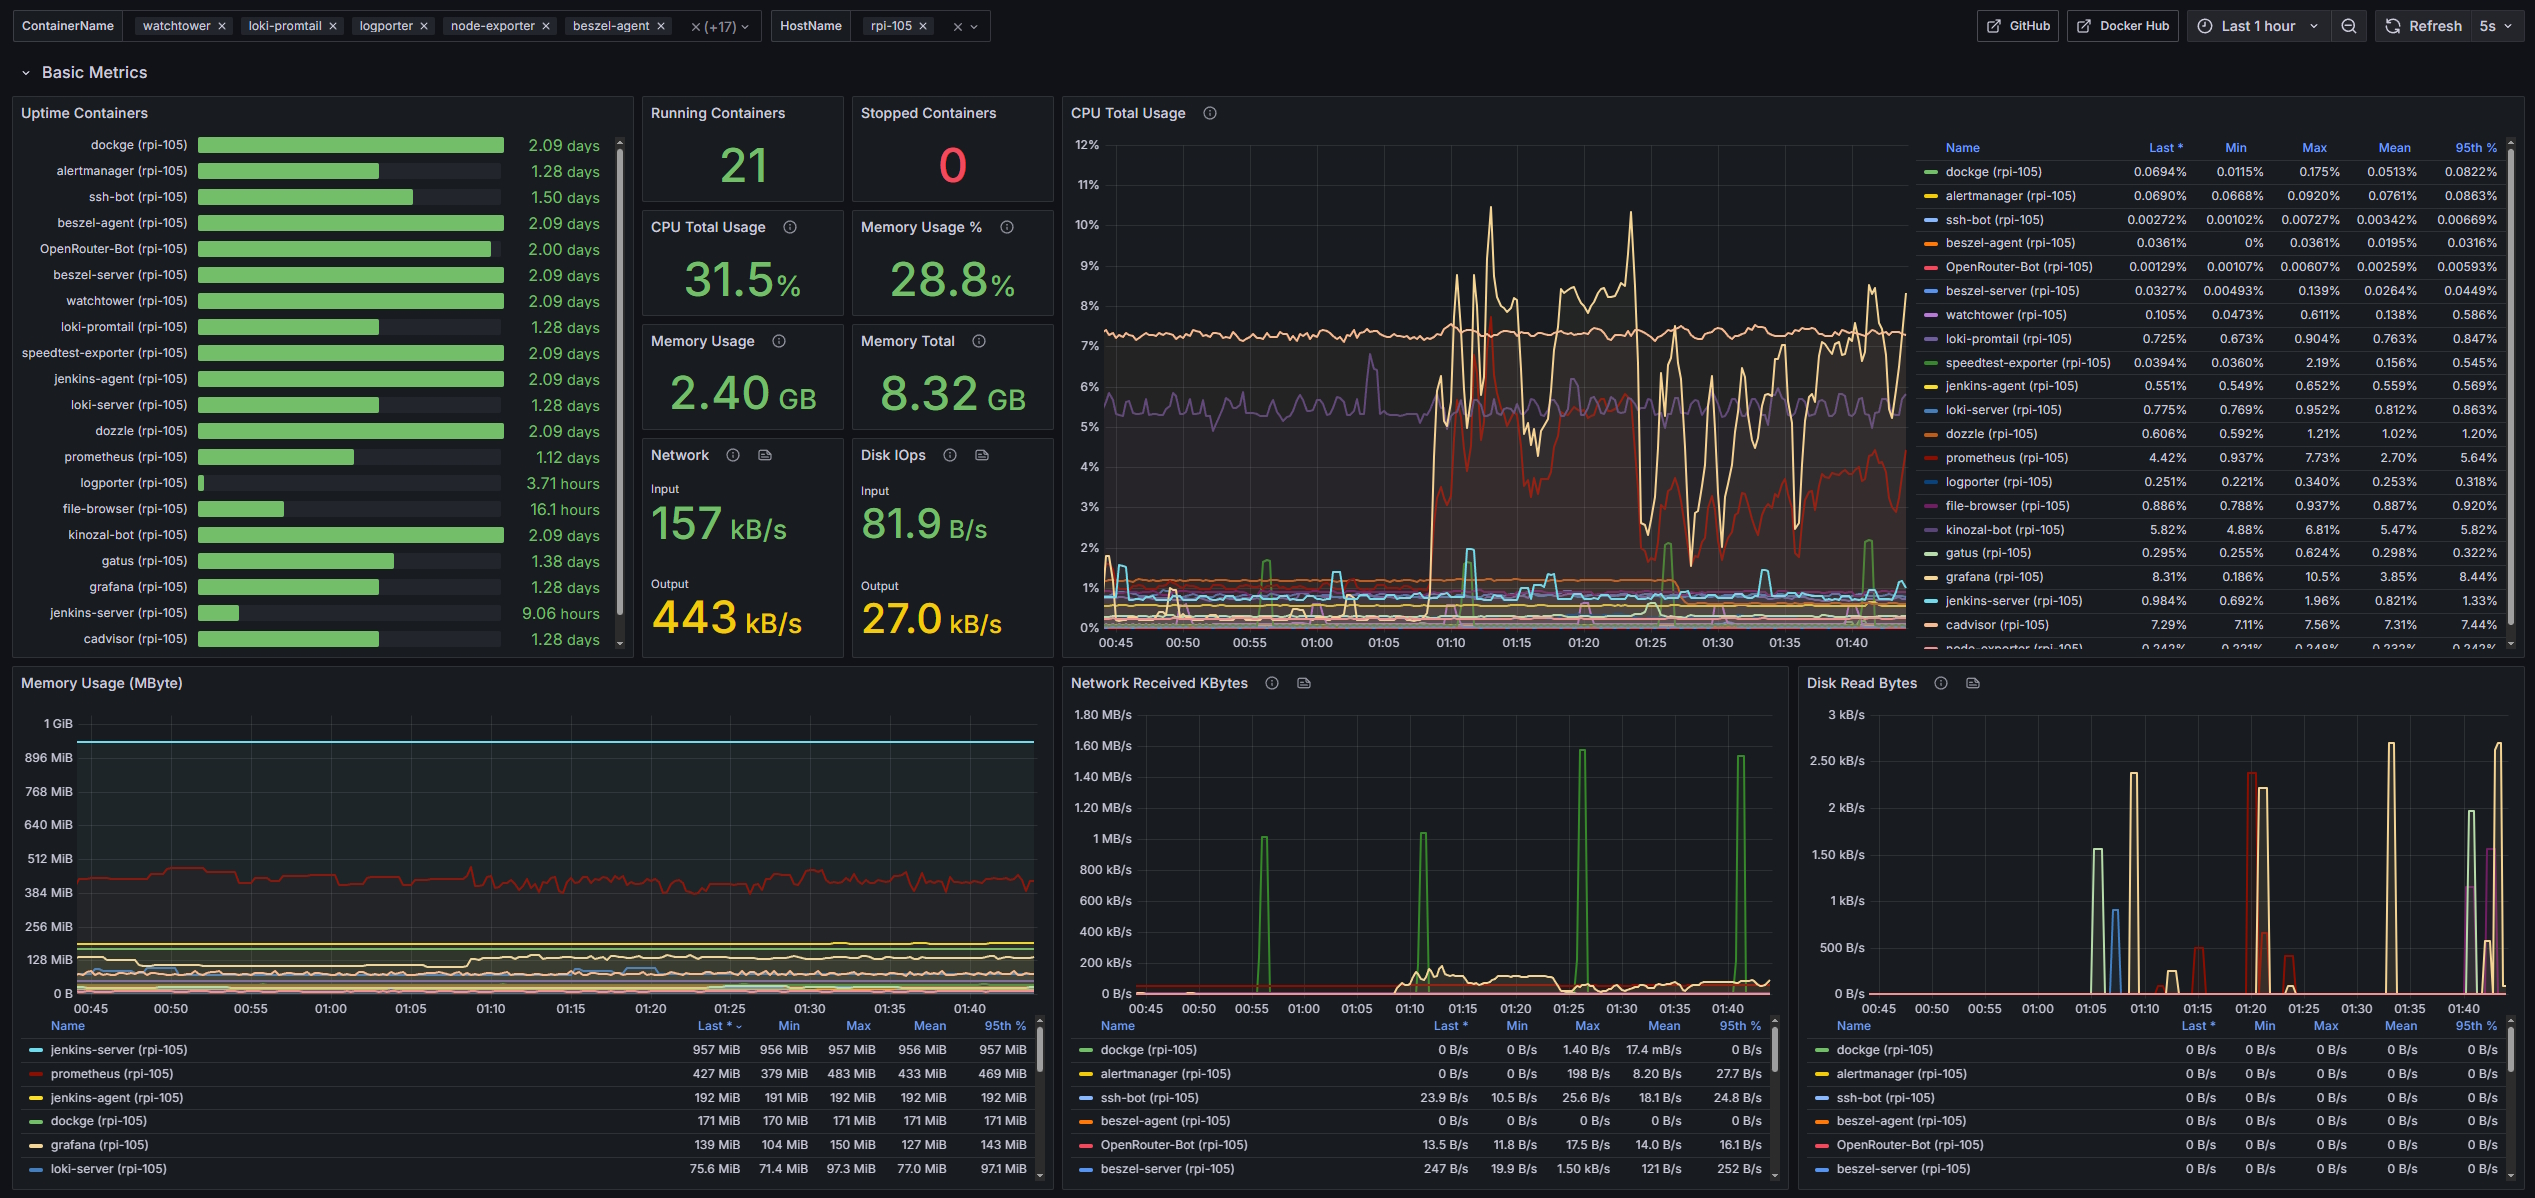 ContainerName watchtower × loki-promtail × logporter × node-exporter × beszel-agent × × (+17) HostName rpi-105 × × GitHub Docker Hub Last 1 hour Refresh 5s
Basic Metrics
Uptime Containers
dockge (rpi-105) 2.09 days
alertmanager (rpi-105) 1.28 days
ssh-bot (rpi-105) 1.50 days
beszel-agent (rpi-105) 2.09 days
OpenRouter-Bot (rpi-105) 2.00 days
beszel-server (rpi-105) 2.09 days
watchtower (rpi-105) 2.09 days
loki-promtail (rpi-105) 1.28 days
speedtest-exporter (rpi-105) 2.09 days
jenkins-agent (rpi-105) 2.09 days
loki-server (rpi-105) 1.28 days
dozzle (rpi-105) 2.09 days
prometheus (rpi-105) 1.12 days
logporter (rpi-105) 3.71 hours
file-browser (rpi-105) 16.1 hours
kinozal-bot (rpi-105) 2.09 days
gatus (rpi-105) 1.38 days
grafana (rpi-105) 1.28 days
jenkins-server (rpi-105) 9.06 hours
cadvisor (rpi-105) 1.28 days
Running Containers
21
Stopped Containers
0
CPU Total Usage
31.5%
Memory Usage %
28.8%
Memory Usage
2.40 GB
Memory Total
8.32 GB
Network
Input
157 kB/s
Output
443 kB/s
Disk IOps
Input
81.9 B/s
Output
27.0 kB/s
CPU Total Usage
12%
11%
10%
9%
8%
7%
6%
5%
4%
3%
2%
1%
0%
00:45 00:50 00:55 01:00 01:05 01:10 01:15 01:20 01:25 01:30 01:35 01:40
Name Last * Min Max Mean 95th %
dockge (rpi-105) 0.0694% 0.0115% 0.175% 0.0513% 0.0822%
alertmanager (rpi-105) 0.0690% 0.0668% 0.0920% 0.0761% 0.0863%
ssh-bot (rpi-105) 0.00272% 0.00102% 0.00727% 0.00342% 0.00669%
beszel-agent (rpi-105) 0.0361% 0% 0.0361% 0.0195% 0.0316%
OpenRouter-Bot (rpi-105) 0.00129% 0.00107% 0.00607% 0.00259% 0.00593%
beszel-server (rpi-105) 0.0327% 0.00493% 0.139% 0.0264% 0.0449%
watchtower (rpi-105) 0.105% 0.0473% 0.611% 0.138% 0.586%
loki-promtail (rpi-105) 0.725% 0.673% 0.904% 0.763% 0.847%
speedtest-exporter (rpi-105) 0.0394% 0.0360% 2.19% 0.156% 0.545%
jenkins-agent (rpi-105) 0.551% 0.549% 0.652% 0.559% 0.569%
loki-server (rpi-105) 0.775% 0.769% 0.952% 0.812% 0.863%
dozzle (rpi-105) 0.606% 0.592% 1.21% 1.02% 1.20%
prometheus (rpi-105) 4.42% 0.937% 7.73% 2.70% 5.64%
logporter (rpi-105) 0.251% 0.221% 0.340% 0.253% 0.318%
file-browser (rpi-105) 0.886% 0.788% 0.937% 0.887% 0.920%
kinozal-bot (rpi-105) 5.82% 4.88% 6.81% 5.47% 5.82%
gatus (rpi-105) 0.295% 0.255% 0.624% 0.298% 0.322%
grafana (rpi-105) 8.31% 0.186% 10.5% 3.85% 8.44%
jenkins-server (rpi-105) 0.984% 0.692% 1.96% 0.821% 1.33%
cadvisor (rpi-105) 7.29% 7.11% 7.56% 7.31% 7.44%
node-exporter (rpi-105) 0.242% 0.221% 0.248% 0.232% 0.242%
Memory Usage (MByte)
1 GiB
896 MiB
768 MiB
640 MiB
512 MiB
384 MiB
256 MiB
128 MiB
0 B
00:45 00:50 00:55 01:00 01:05 01:10 01:15 01:20 01:25 01:30 01:35 01:40
Name Last * Min Max Mean 95th %
jenkins-server (rpi-105) 957 MiB 956 MiB 957 MiB 956 MiB 957 MiB
prometheus (rpi-105) 427 MiB 379 MiB 483 MiB 433 MiB 469 MiB
jenkins-agent (rpi-105) 192 MiB 191 MiB 192 MiB 192 MiB 192 MiB
dockge (rpi-105) 171 MiB 170 MiB 171 MiB 171 MiB 171 MiB
grafana (rpi-105) 139 MiB 104 MiB 150 MiB 127 MiB 143 MiB
loki-server (rpi-105) 75.6 MiB 71.4 MiB 97.3 MiB 77.0 MiB 97.1 MiB
Network Received KBytes
1.80 MB/s
1.60 MB/s
1.40 MB/s
1.20 MB/s
1 MB/s
800 kB/s
600 kB/s
400 kB/s
200 kB/s
0 B/s
00:45 00:50 00:55 01:00 01:05 01:10 01:15 01:20 01:25 01:30 01:35 01:40
Name Last * Min Max Mean 95th %
dockge (rpi-105) 0 B/s 0 B/s 1.40 B/s 17.4 mB/s 0 B/s
alertmanager (rpi-105) 0 B/s 0 B/s 198 B/s 8.20 B/s 27.7 B/s
ssh-bot (rpi-105) 23.9 B/s 10.5 B/s 25.6 B/s 18.1 B/s 24.8 B/s
beszel-agent (rpi-105) 0 B/s 0 B/s 0 B/s 0 B/s 0 B/s
OpenRouter-Bot (rpi-105) 13.5 B/s 11.8 B/s 17.5 B/s 14.0 B/s 16.1 B/s
beszel-server (rpi-105) 247 B/s 19.9 B/s 1.50 kB/s 121 B/s 252 B/s
Disk Read Bytes
3 kB/s
2.50 kB/s
2 kB/s
1.50 kB/s
1 kB/s
500 B/s
0 B/s
00:45 00:50 00:55 01:00 01:05 01:10 01:15 01:20 01:25 01:30 01:35 01:40
Name Last * Min Max Mean 95th %
dockge (rpi-105) 0 B/s 0 B/s 0 B/s 0 B/s 0 B/s
alertmanager (rpi-105) 0 B/s 0 B/s 0 B/s 0 B/s 0 B/s
ssh-bot (rpi-105) 0 B/s 0 B/s 0 B/s 0 B/s 0 B/s
beszel-agent (rpi-105) 0 B/s 0 B/s 0 B/s 0 B/s 0 B/s
OpenRouter-Bot (rpi-105) 0 B/s 0 B/s 0 B/s 0 B/s 0 B/s
beszel-server (rpi-105) 0 B/s 0 B/s 0 B/s 0 B/s 0 B/s